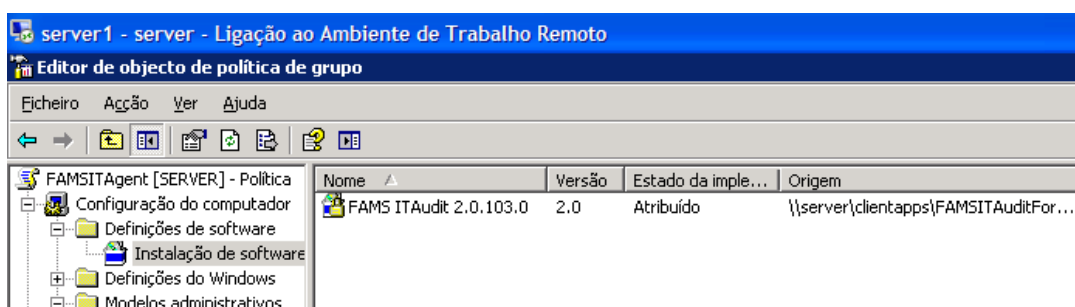 server1 - server - Ligação ao Ambiente de Trabalho Remoto
Editor de objecto de política de grupo
Ficheiro Acção Ver Ajuda
FAMSITAgent [SERVER] - Política
Configuração do computador
Definições de software
Instalação de software
Definições do Windows
Modelos administrativos
Nome Versão Estado da imple... Origem
FAMS ITAudit 2.0.103.0 2.0 Atribuído \\server\clientapps\FAMSITAuditFor...